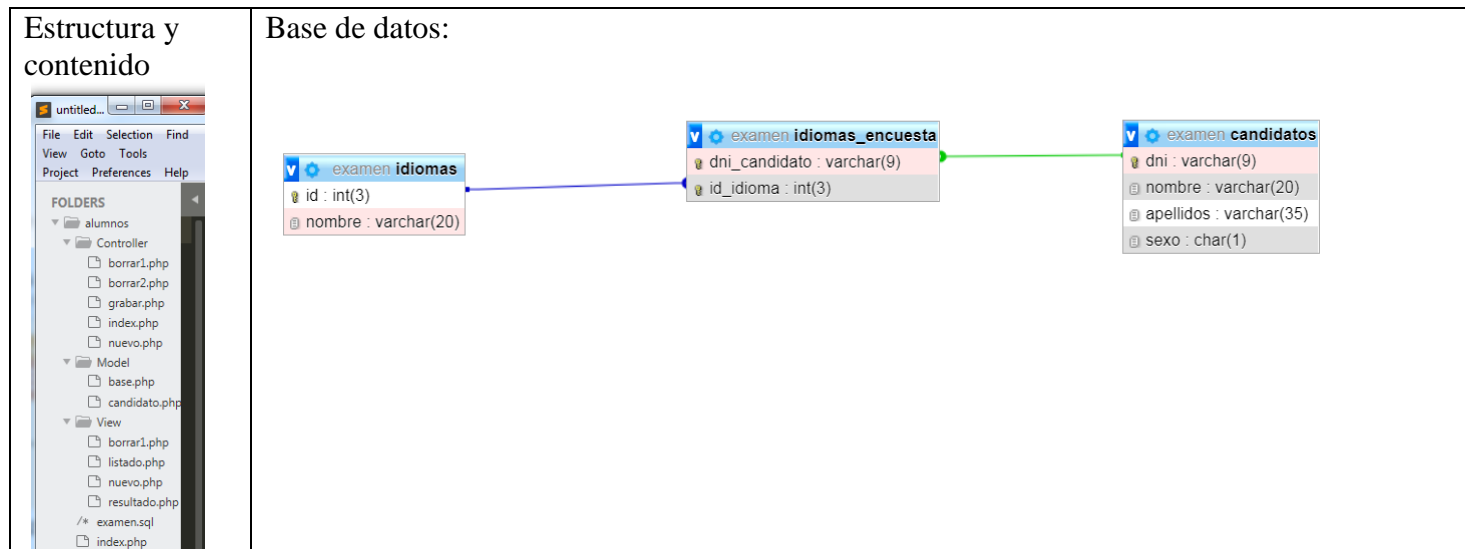 Estructura y
contenido
untitled...
File Edit Selection Find
View Goto Tools
Project Preferences Help
FOLDERS
alumnos
Controller
borrar1.php
borrar2.php
grabar.php
index.php
nuevo.php
Model
base.php
candidato.php
View
borrar1.php
listado.php
nuevo.php
resultado.php
/* examen.sql
index.php
Base de datos:
v examen idiomas
id : int(3)
nombre : varchar(20)
v examen idiomas_encuesta
dni_candidato : varchar(9)
id_idioma : int(3)
v examen candidatos
dni : varchar(9)
nombre : varchar(20)
apellidos : varchar(35)
sexo : char(1)